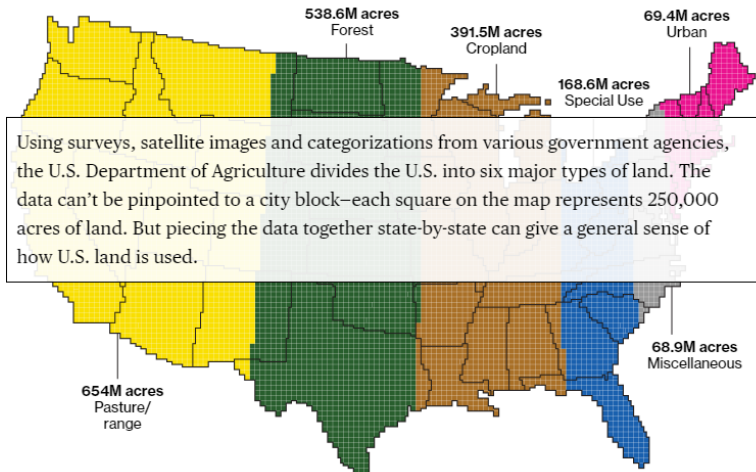 538.6M acres
Forest
391.5M acres
Cropland
69.4M acres
Urban
168.6M acres
Special Use
Using surveys, satellite images and categorizations from various government agencies,
the U.S. Department of Agriculture divides the U.S. into six major types of land. The
data can’t be pinpointed to a city block—each square on the map represents 250,000
acres of land. But piecing the data together state-by-state can give a general sense of
how U.S. land is used.
68.9M acres
Miscellaneous
654M acres
Pasture/
range